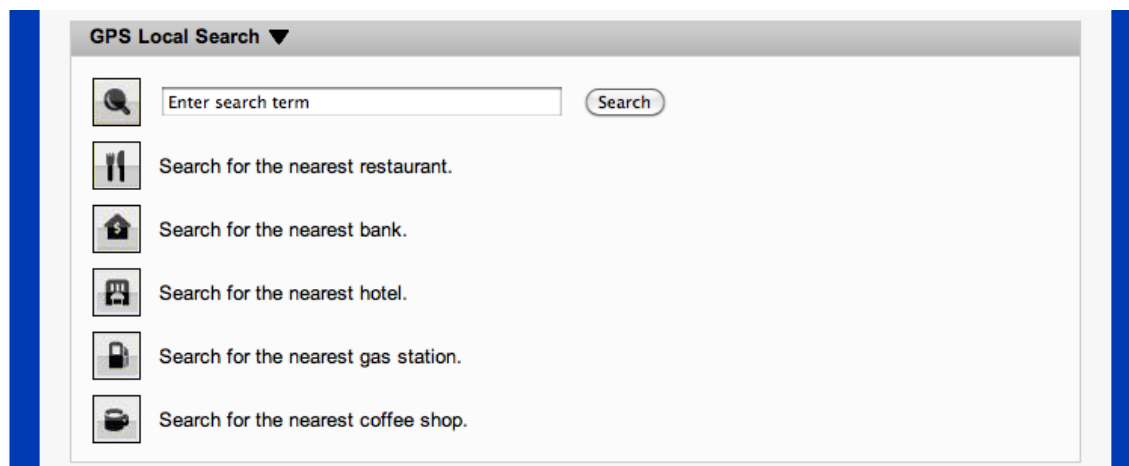 GPS Local Search ▼
Enter search term
Search
Search for the nearest restaurant.
Search for the nearest bank.
Search for the nearest hotel.
Search for the nearest gas station.
Search for the nearest coffee shop.